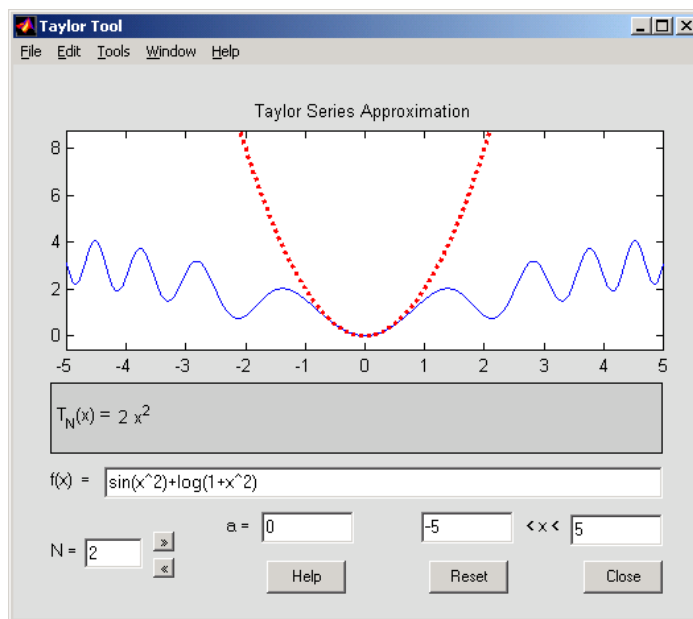 Taylor Tool
File Edit Tools Window Help
Taylor Series Approximation
8
6
4
2
0
-5 -4 -3 -2 -1 0 1 2 3 4 5
T_N(x) = 2 x^2
f(x) = sin(x^2)+log(1+x^2)
N = 2 » «
a = 0
-5 < x < 5
Help Reset Close